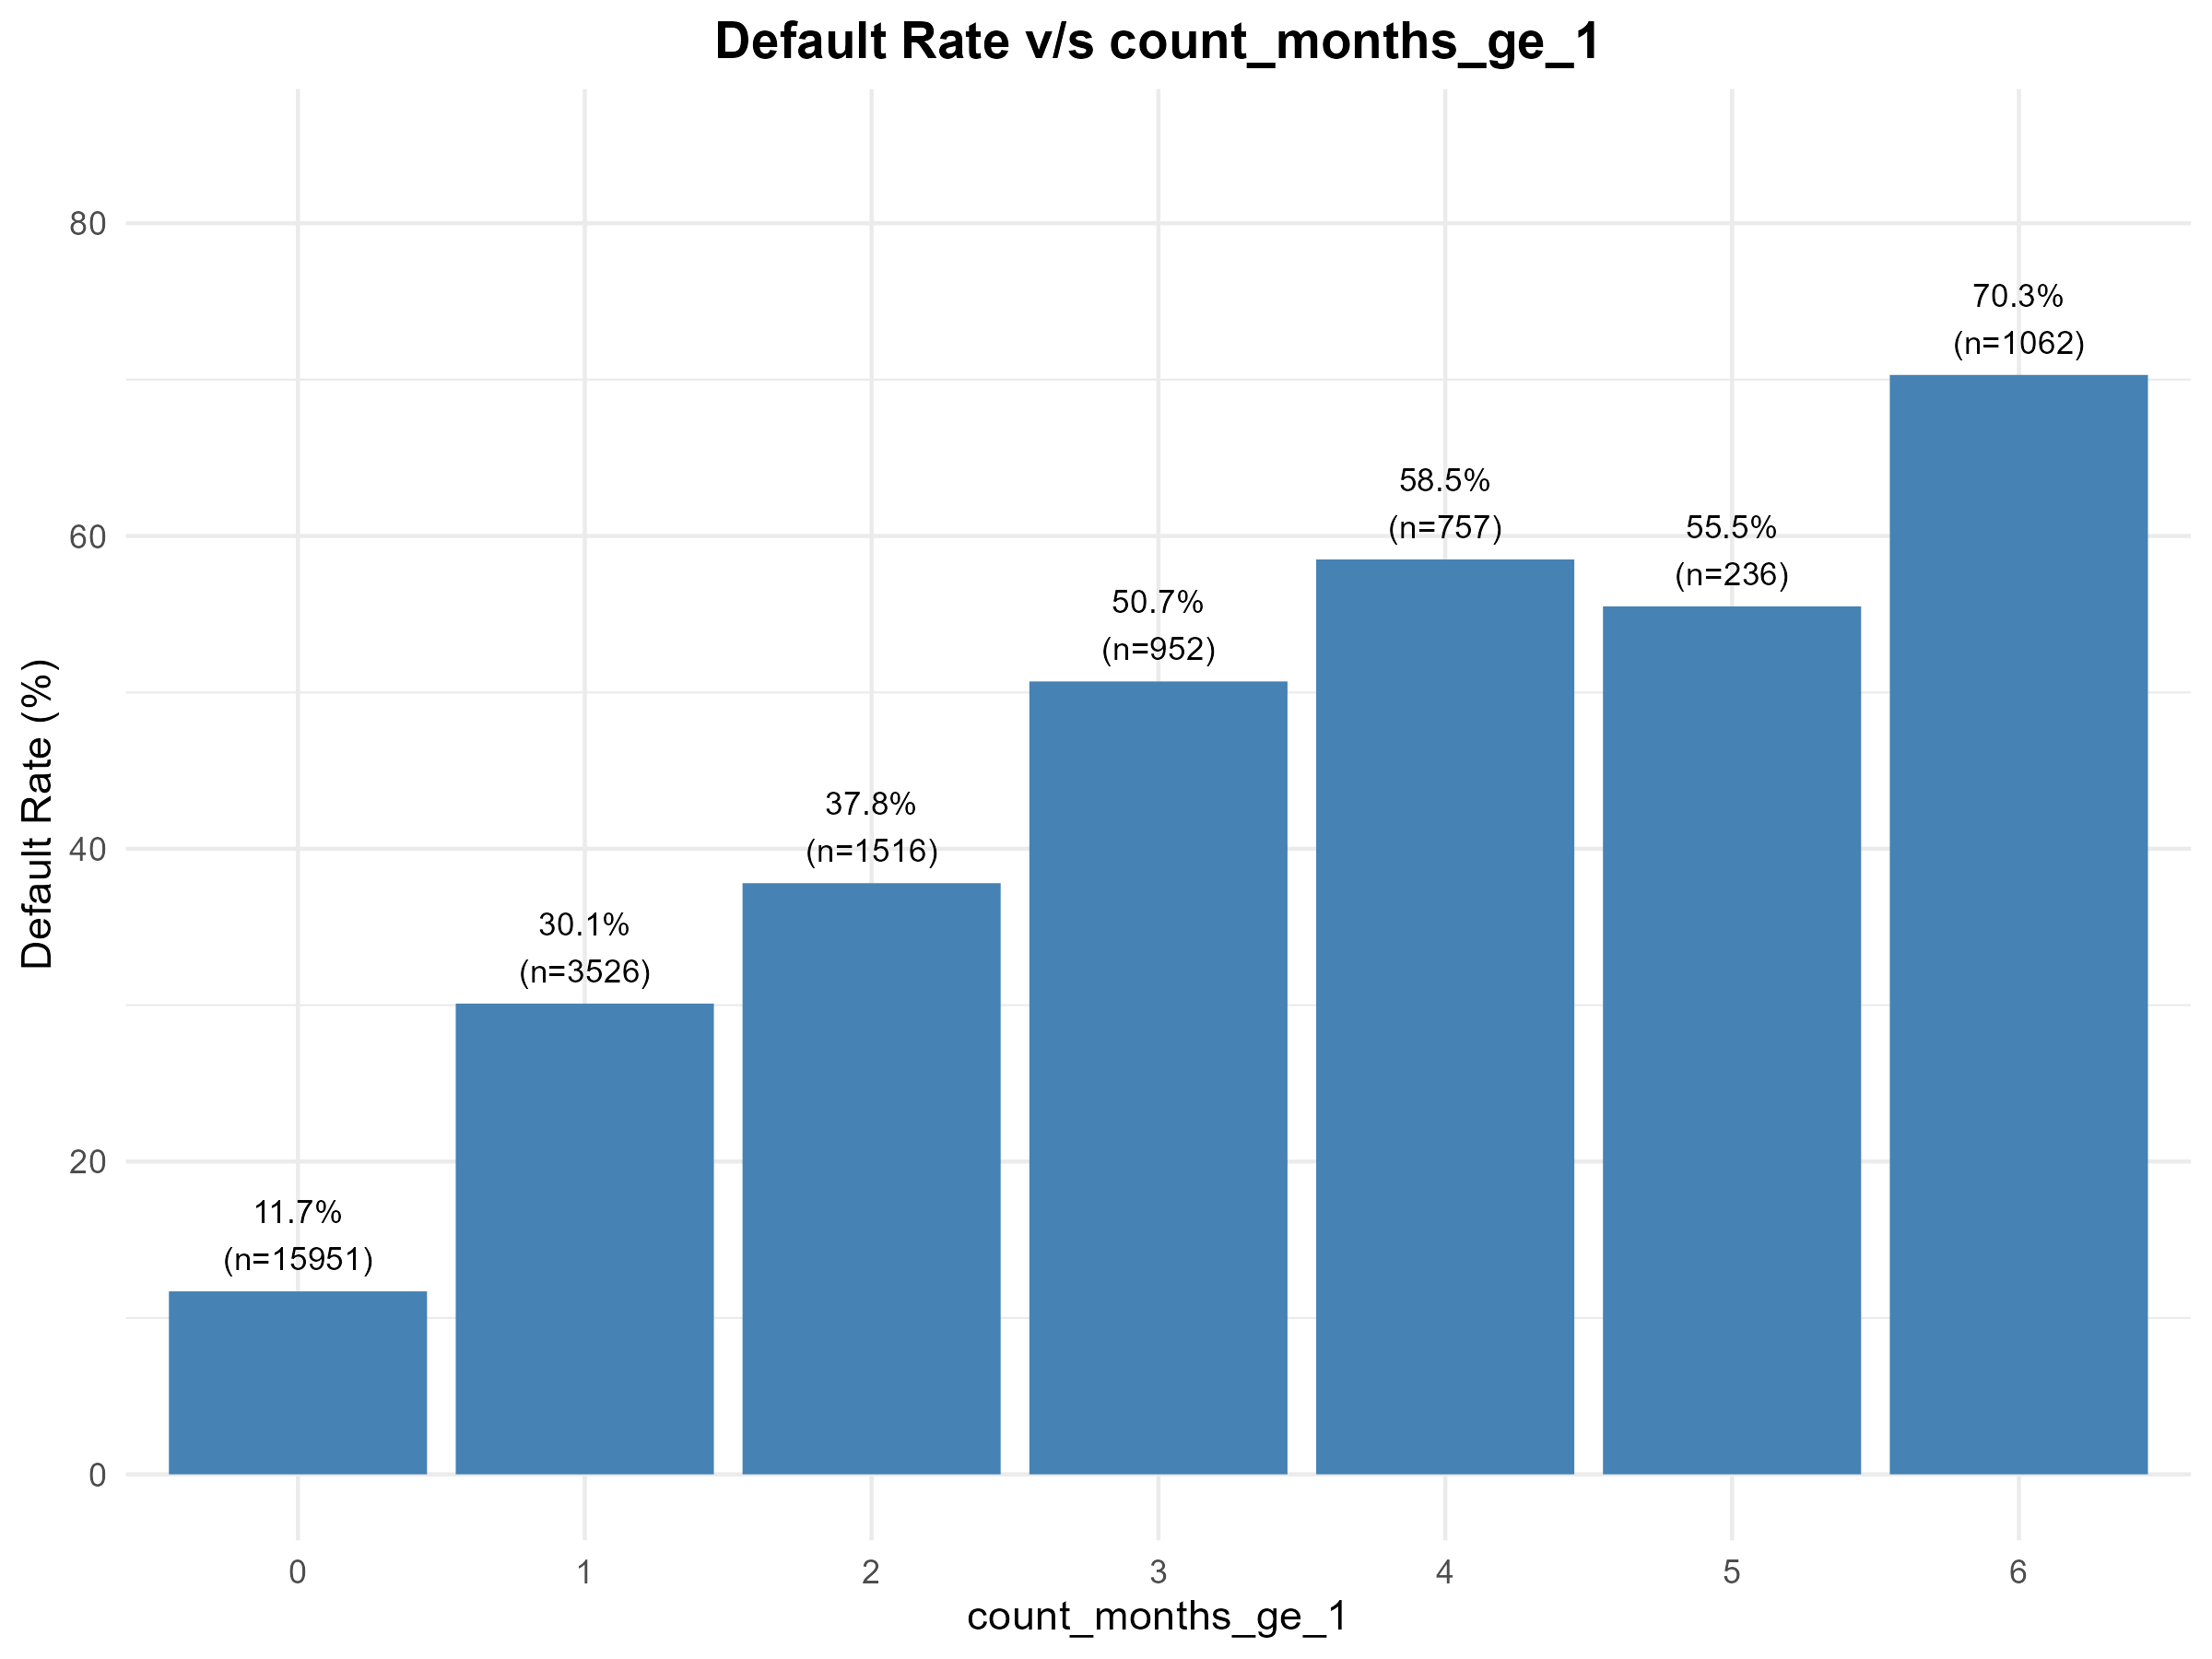 Default Rate v/s count_months_ge_1
Default Rate (%)
80
60
40
20
0
11.7%
(n=15951)
30.1%
(n=3526)
37.8%
(n=1516)
50.7%
(n=952)
58.5%
(n=757)
55.5%
(n=236)
70.3%
(n=1062)
0 1 2 3 4 5 6
count_months_ge_1